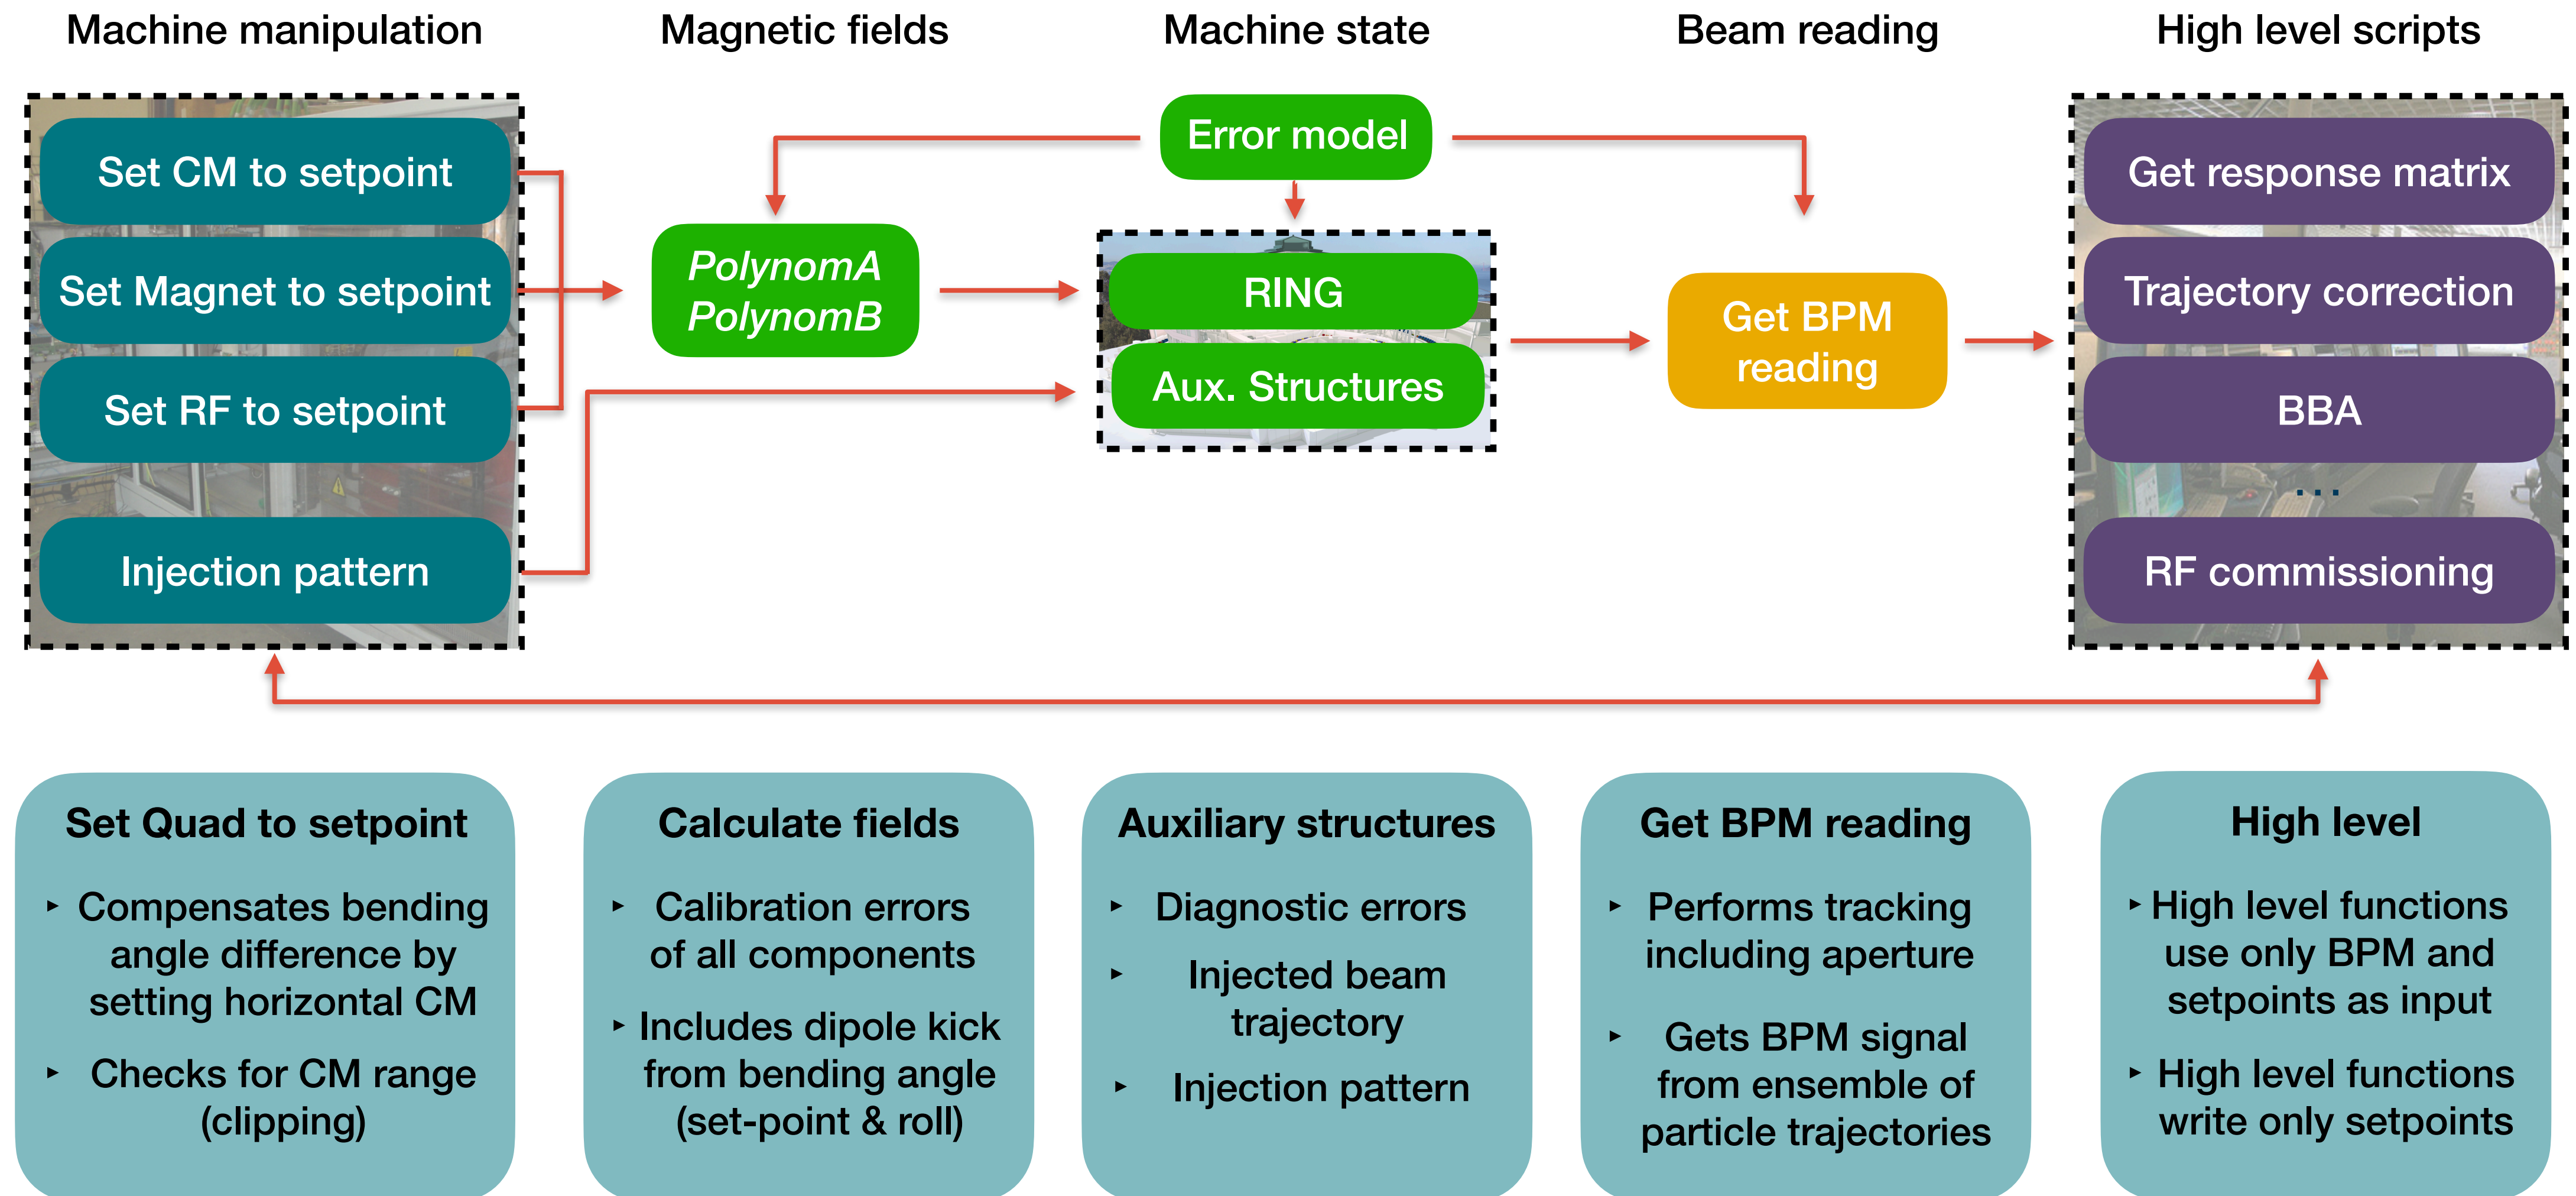 Machine manipulation
Magnetic fields
Machine state
Beam reading
High level scripts
Set CM to setpoint
Set Magnet to setpoint
Set RF to setpoint
Injection pattern
PolynomA
PolynomB
Error model
RING
Aux. Structures
Get BPM
reading
Get response matrix
Trajectory correction
BBA
...
RF commissioning
Set Quad to setpoint
‣ Compensates bending
angle difference by
setting horizontal CM
‣ Checks for CM range
(clipping)
Calculate fields
‣ Calibration errors
of all components
‣ Includes dipole kick
from bending angle
(set-point & roll)
Auxiliary structures
‣ Diagnostic errors
‣ Injected beam
trajectory
‣ Injection pattern
Get BPM reading
‣ Performs tracking
including aperture
‣ Gets BPM signal
from ensemble of
particle trajectories
High level
‣ High level functions
use only BPM and
setpoints as input
‣ High level functions
write only setpoints